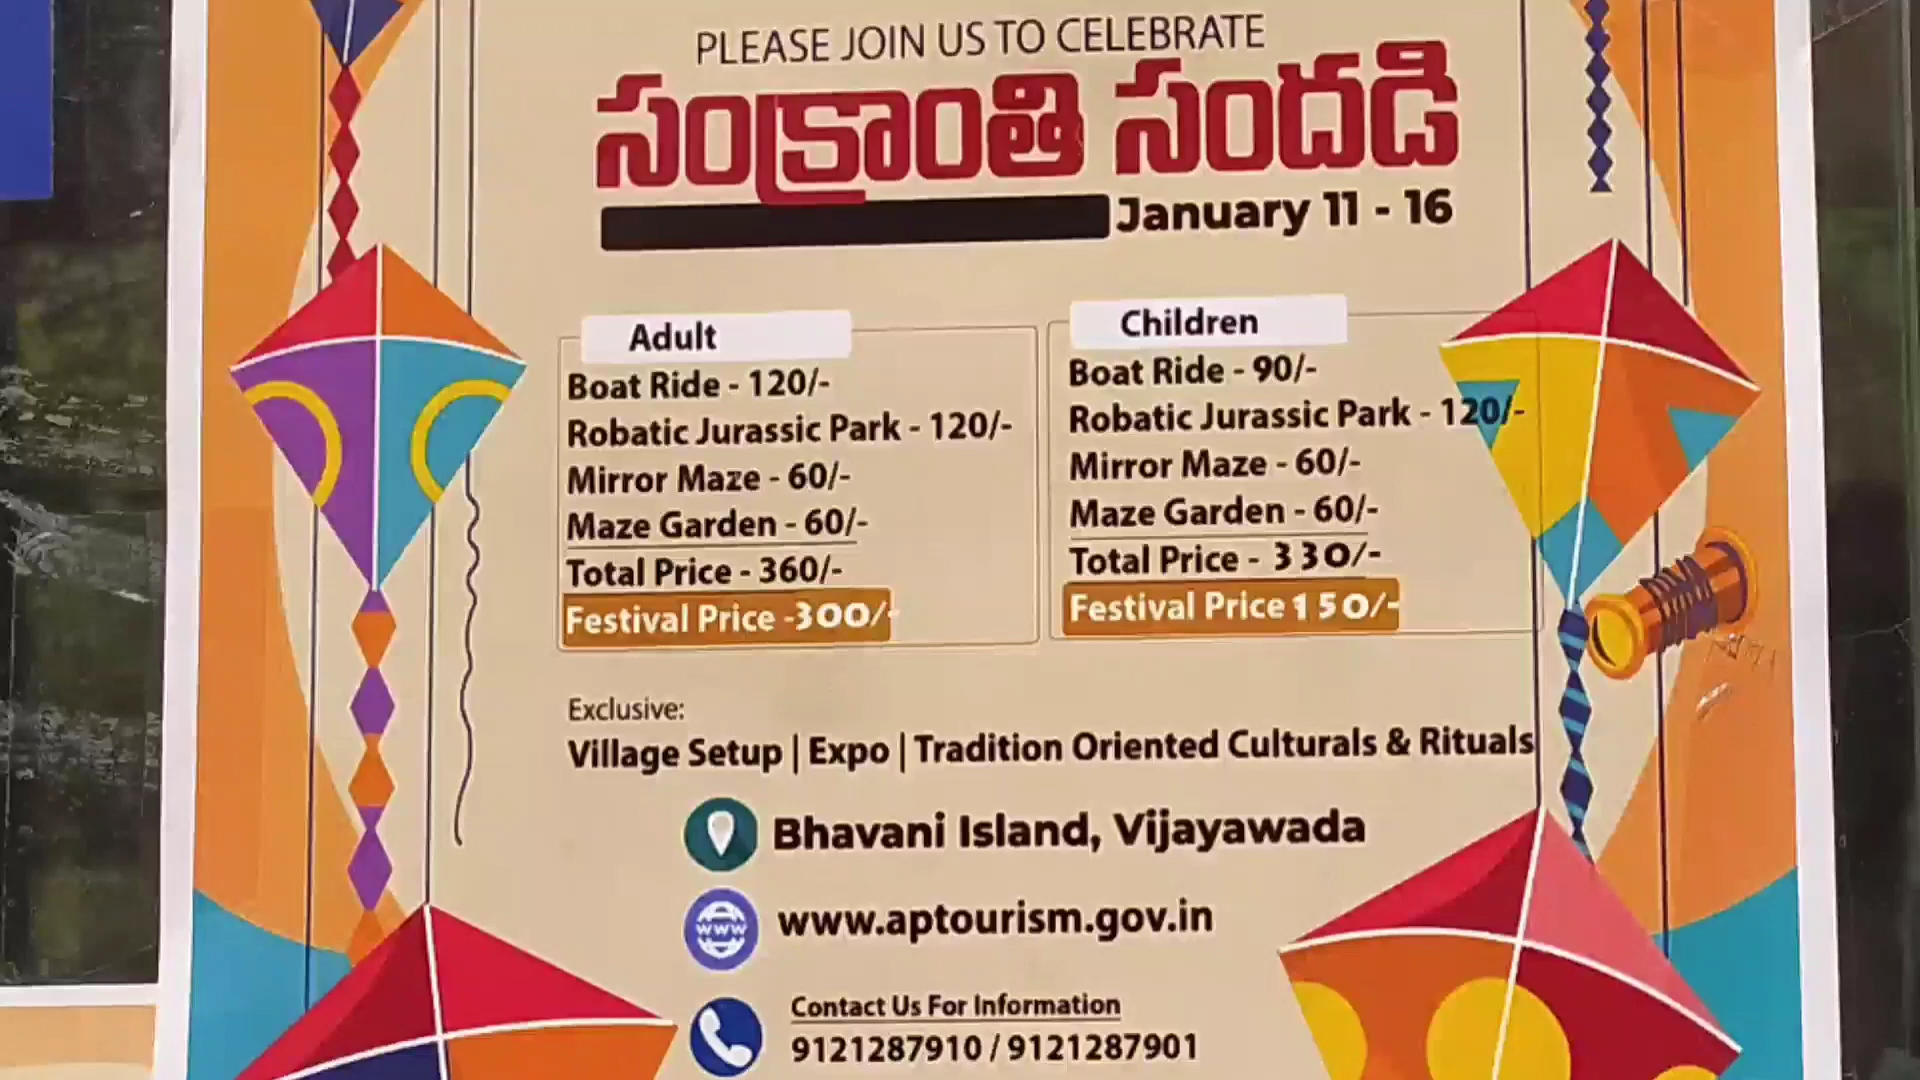 PLEASE JOIN US TO CELEBRATE
సంక్రాంతి సందడి
January 11 - 16
Adult
Boat Ride - 120/-
Robatic Jurassic Park - 120/-
Mirror Maze - 60/-
Maze Garden - 60/-
Total Price - 360/-
Festival Price -300/-
Children
Boat Ride - 90/-
Robatic Jurassic Park - 120/-
Mirror Maze - 60/-
Maze Garden - 60/-
Total Price - 330/-
Festival Price 150/-
Exclusive:
Village Setup | Expo | Tradition Oriented Culturals & Rituals
Bhavani Island, Vijayawada
www
www.aptourism.gov.in
Contact Us For Information
9121287910 / 9121287901